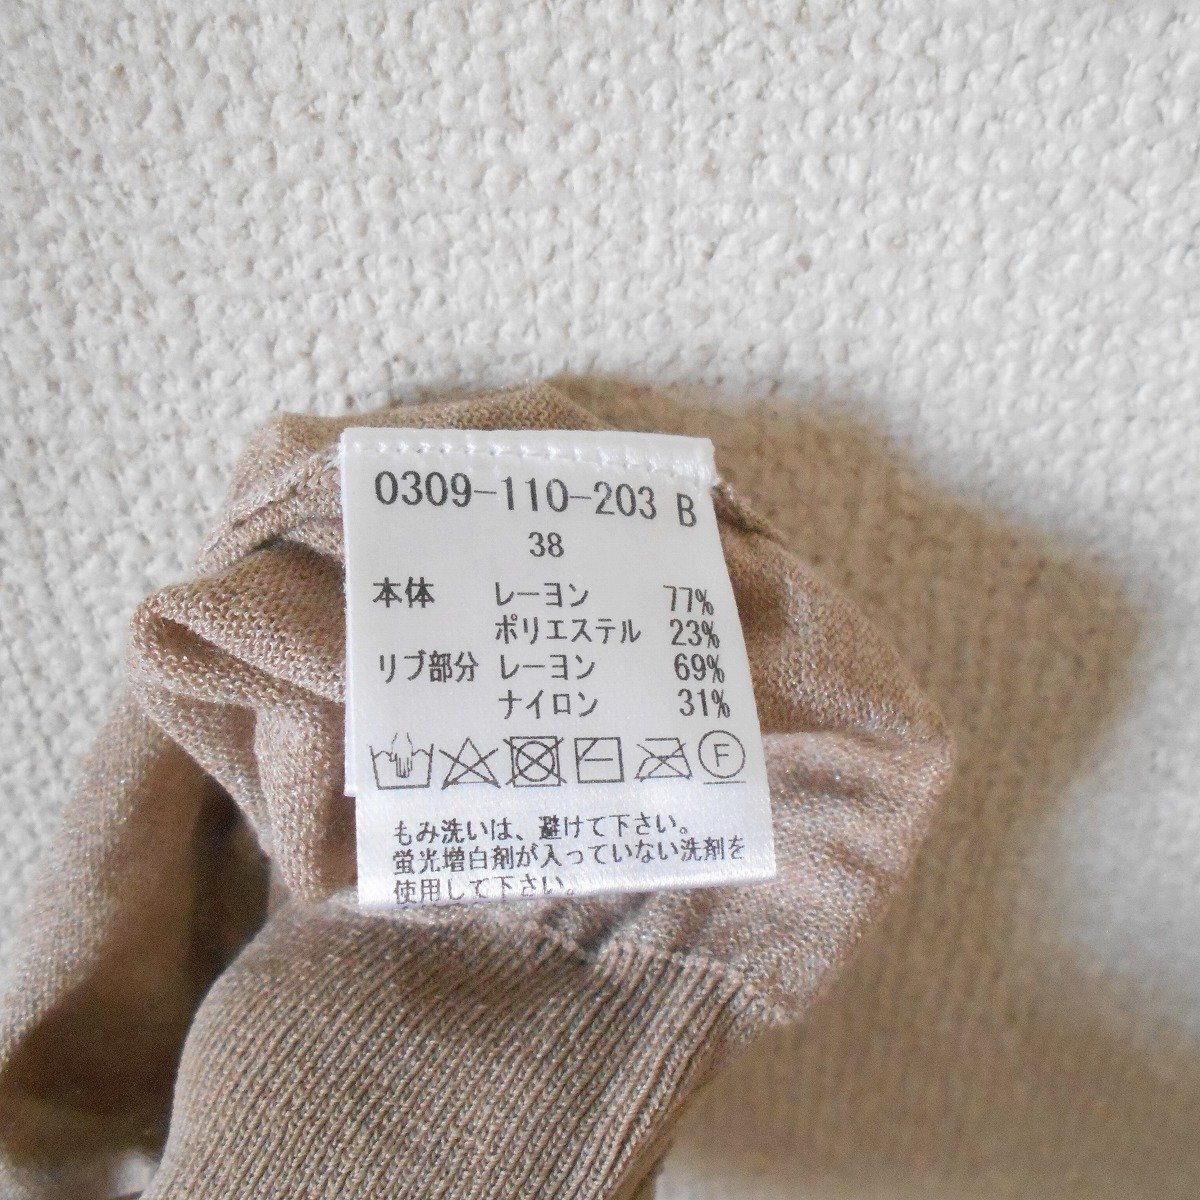 0309-110-203 B
38
本体 レーヨン 77%
ポリエステル 23%
リブ部分 レーヨン 69%
ナイロン 31%
F
もみ洗いは、避けて下さい。
蛍光増白剤が入っていない洗剤を
使用して下さい。